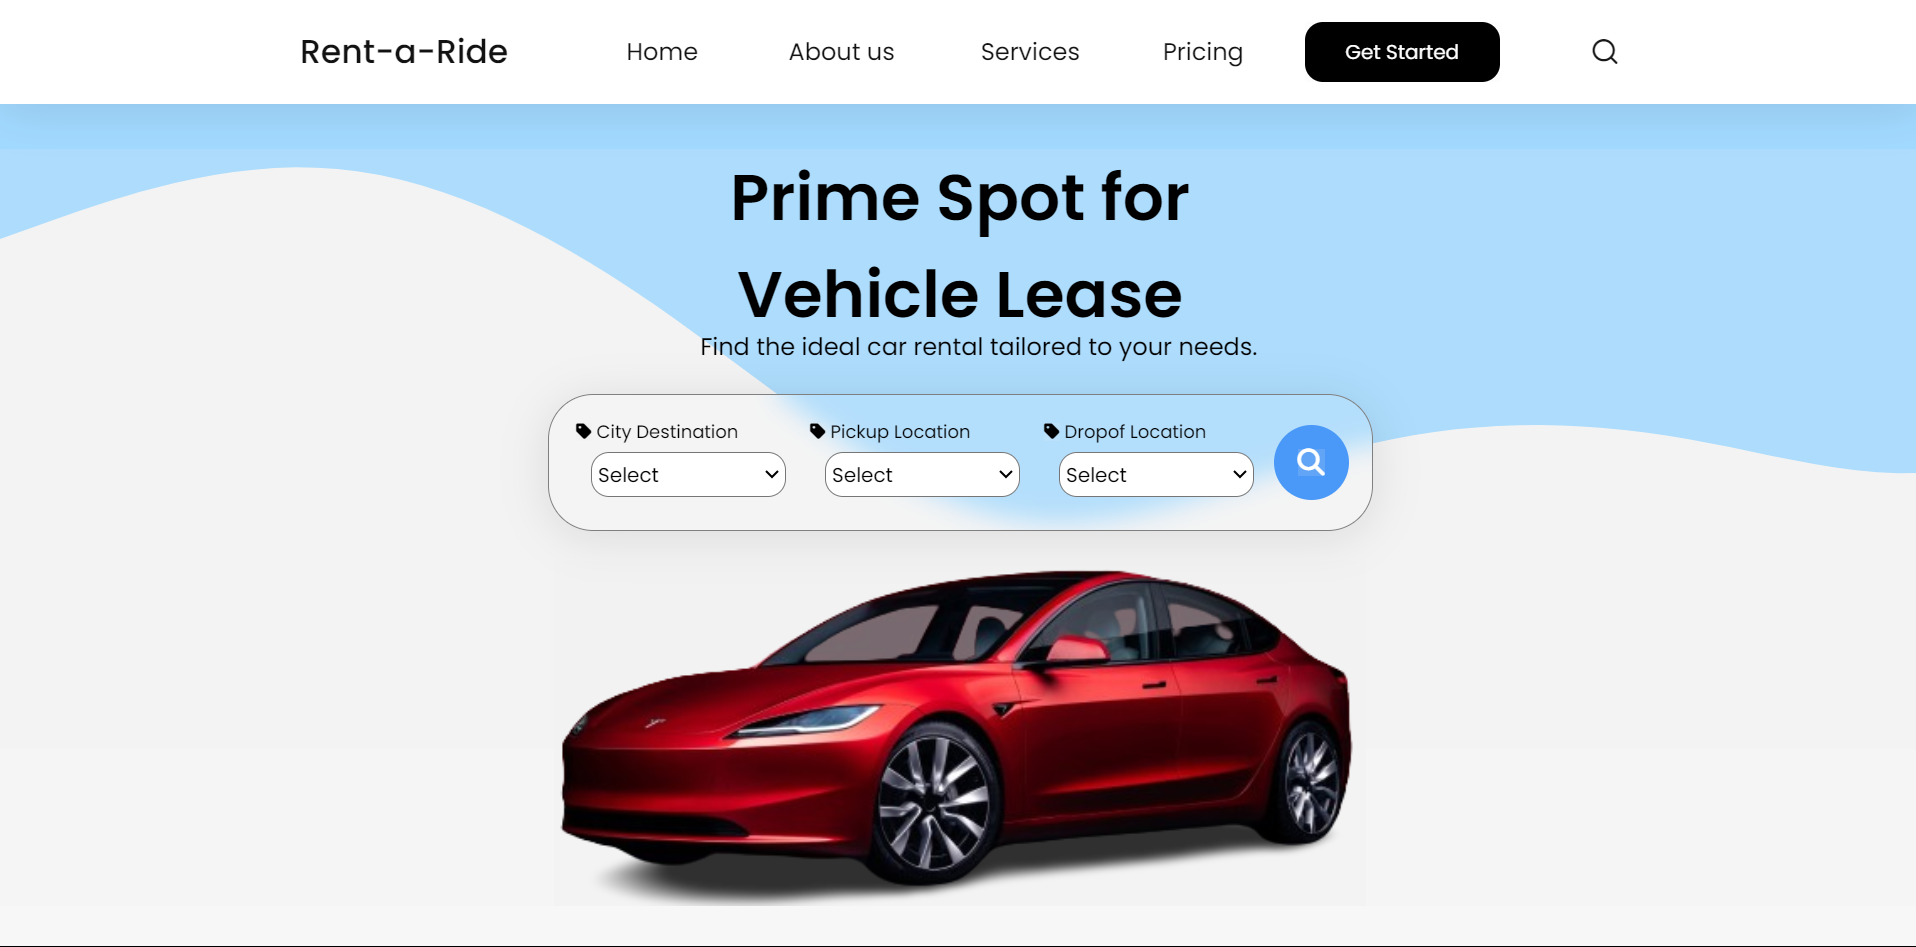 Rent-a-Ride Home About us Services Pricing Get Started
Prime Spot for
Vehicle Lease
Find the ideal car rental tailored to your needs.
City Destination Pickup Location Dropof Location
Select Select Select